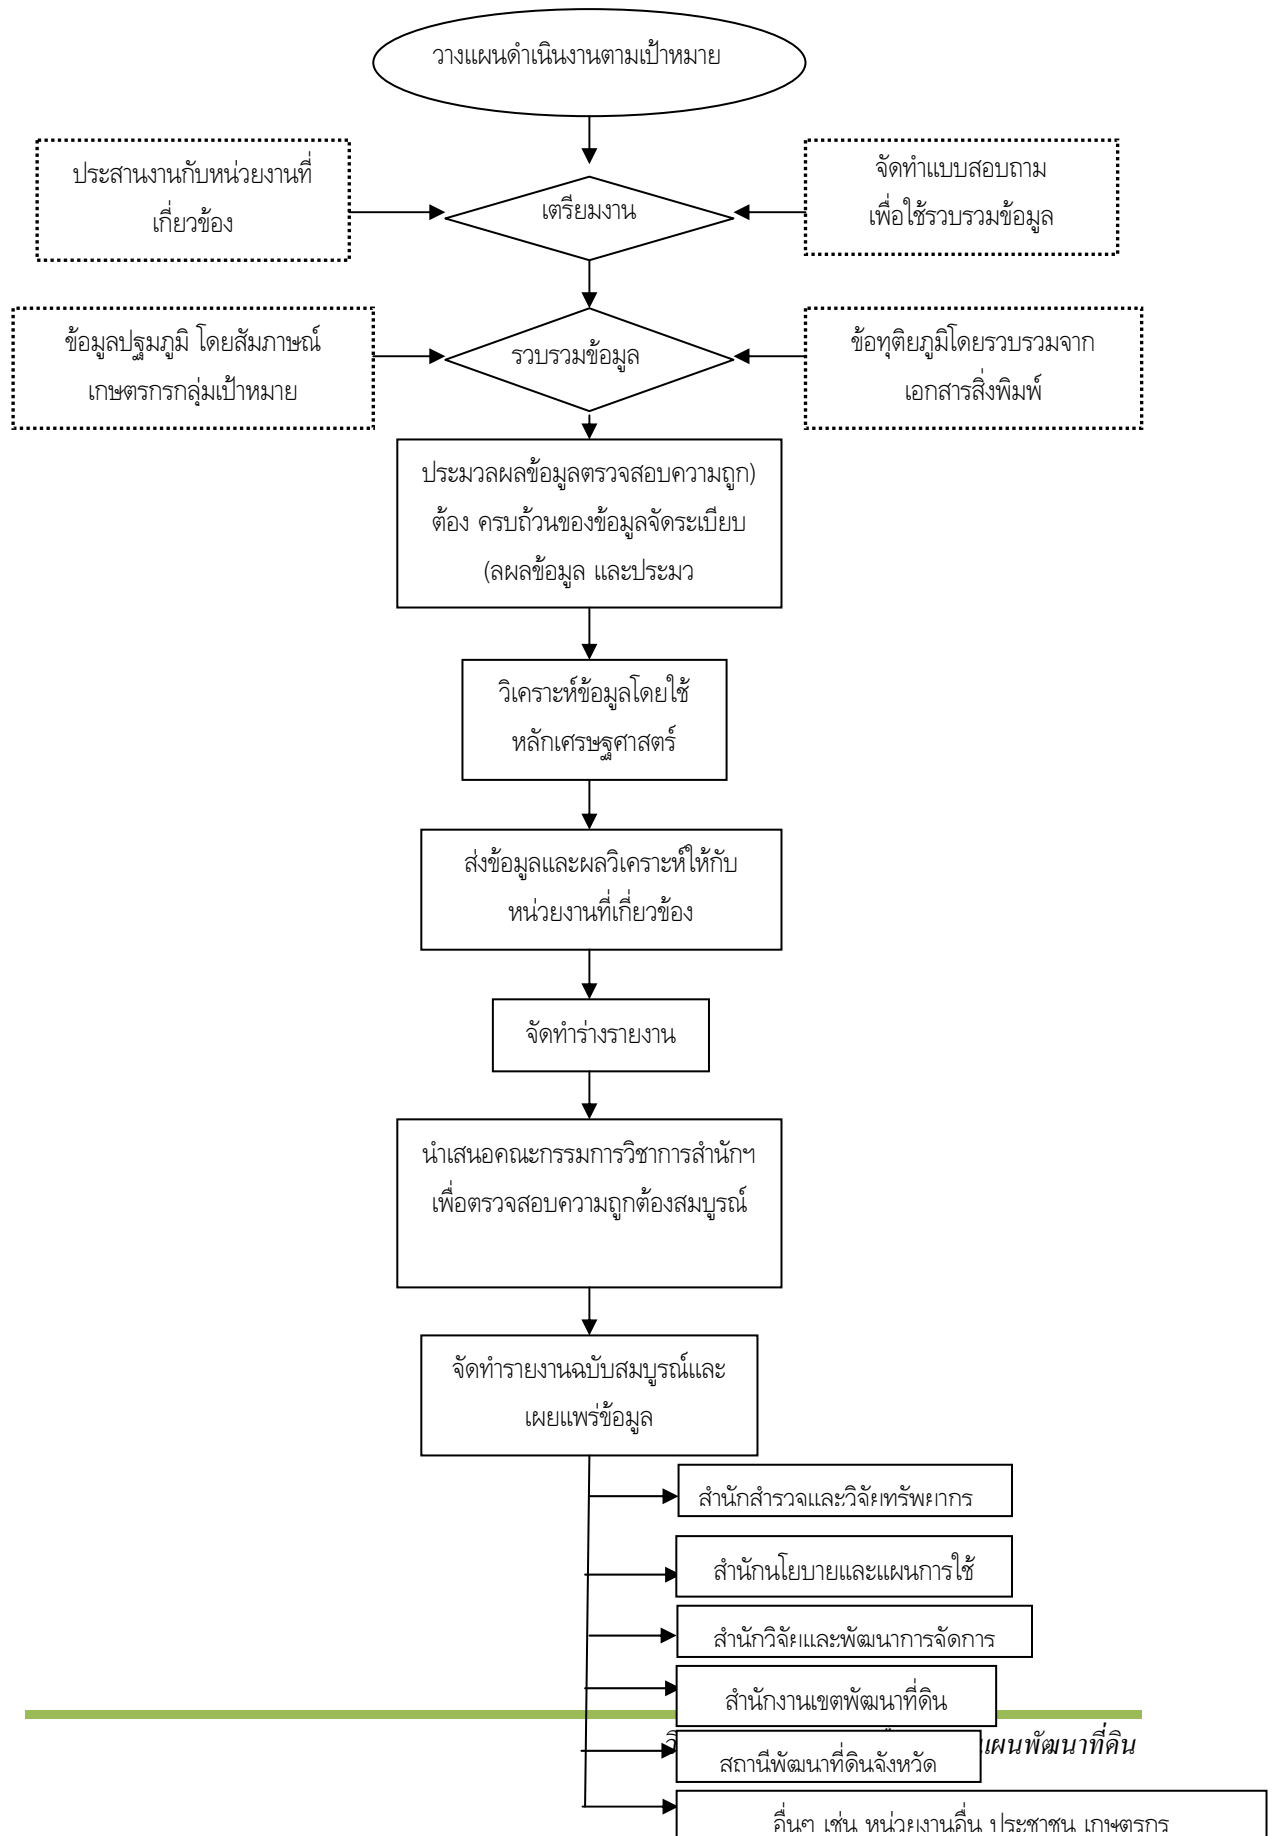 วางแผนดำเนินงานตามเป้าหมาย
ประสานงานกับหน่วยงานที่
เกี่ยวข้อง
เตรียมงาน
จัดทำแบบสอบถาม
เพื่อใช้รวบรวมข้อมูล
ข้อมูลปฐมภูมิ โดยสัมภาษณ์
เกษตรกรกลุ่มเป้าหมาย
รวบรวมข้อมูล
ข้อทุติยภูมิโดยรวบรวมจาก
เอกสารสิ่งพิมพ์
ประมวลผลข้อมูลตรวจสอบความถูก)
ต้อง ครบถ้วนของข้อมูลจัดระเบียบ
(ลผลข้อมูล และประมว
วิเคราะห์ข้อมูลโดยใช้
หลักเศรษฐศาสตร์
ส่งข้อมูลและผลวิเคราะห์ให้กับ
หน่วยงานที่เกี่ยวข้อง
จัดทำร่างรายงาน
นำเสนอคณะกรรมการวิชาการสำนักฯ
เพื่อตรวจสอบความถูกต้องสมบูรณ์
จัดทำรายงานฉบับสมบูรณ์และ
เผยแพร่ข้อมูล
สำนักสำรวจและวิจัยทรัพยากร
สำนักนโยบายและแผนการใช้
สำนักวิจัยและพัฒนาการจัดการ
สำนักงานเขตพัฒนาที่ดิน
แผนพัฒนาที่ดิน
สถานีพัฒนาที่ดินจังหวัด
อื่นๆ เช่น หน่วยงานอื่น ประชาชน เกษตรกร